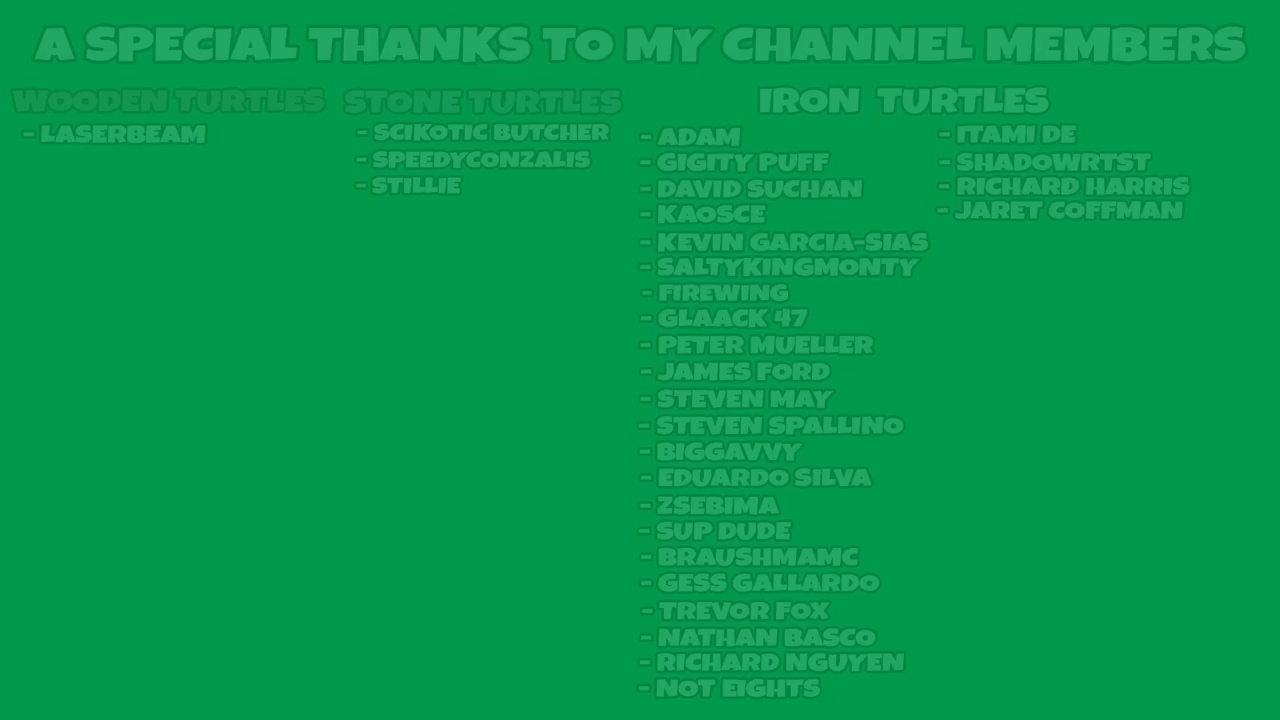 A SPECIAL THANKS TO MY CHANNEL MEMBERS
WOODEN TURTLES
- LASERBEAM
STONE TURTLES
- SCIKOTIC BUTCHER
- SPEEDYCONZALIS
- STILLIE
IRON TURTLES
- ADAM
- GIGITY PUFF
- DAVID SUCHAN
- KAOSCE
- KEVIN GARCIA-SIAS
- SALTYKINGMONTY
- FIREWING
- GLAACK 47
- PETER MUELLER
- JAMES FORD
- STEVEN MAY
- STEVEN SPALLINO
- BIGGAVVY
- EDUARDO SILVA
- ZSEBIMA
- SUP DUDE
- BRAUSHMAMC
- GESS GALLARDO
- TREVOR FOX
- NATHAN BASCO
- RICHARD NGUYEN
- NOT EIGHTS
- ITAMI DE
- SHADOWRTST
- RICHARD HARRIS
- JARET COFFMAN